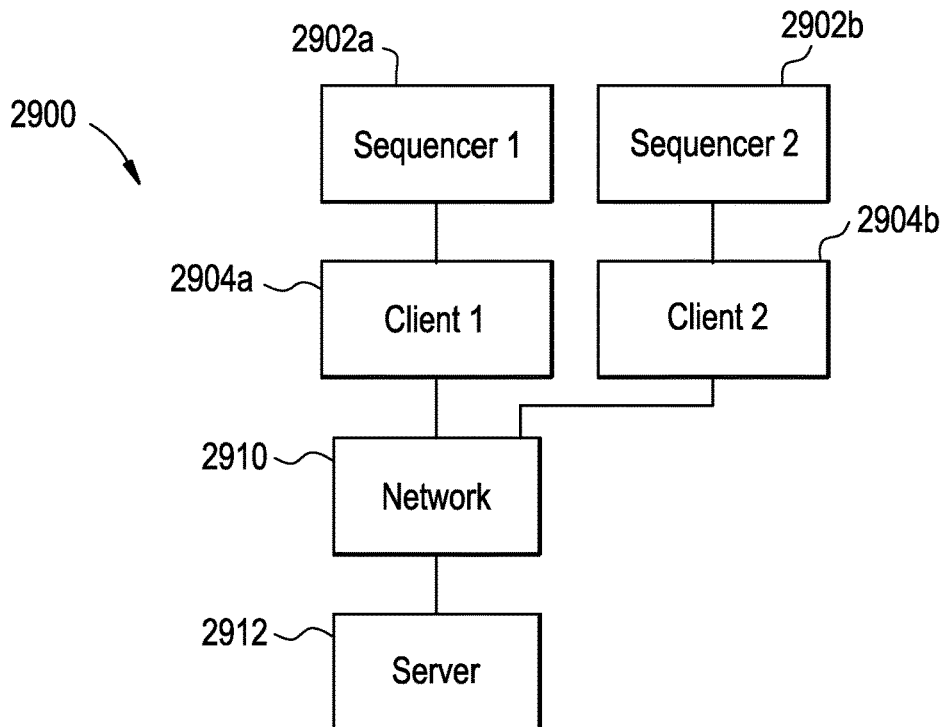 2902a
2902b
2900
Sequencer 1
Sequencer 2
2904b
2904a
Client 1
Client 2
2910
Network
2912
Server